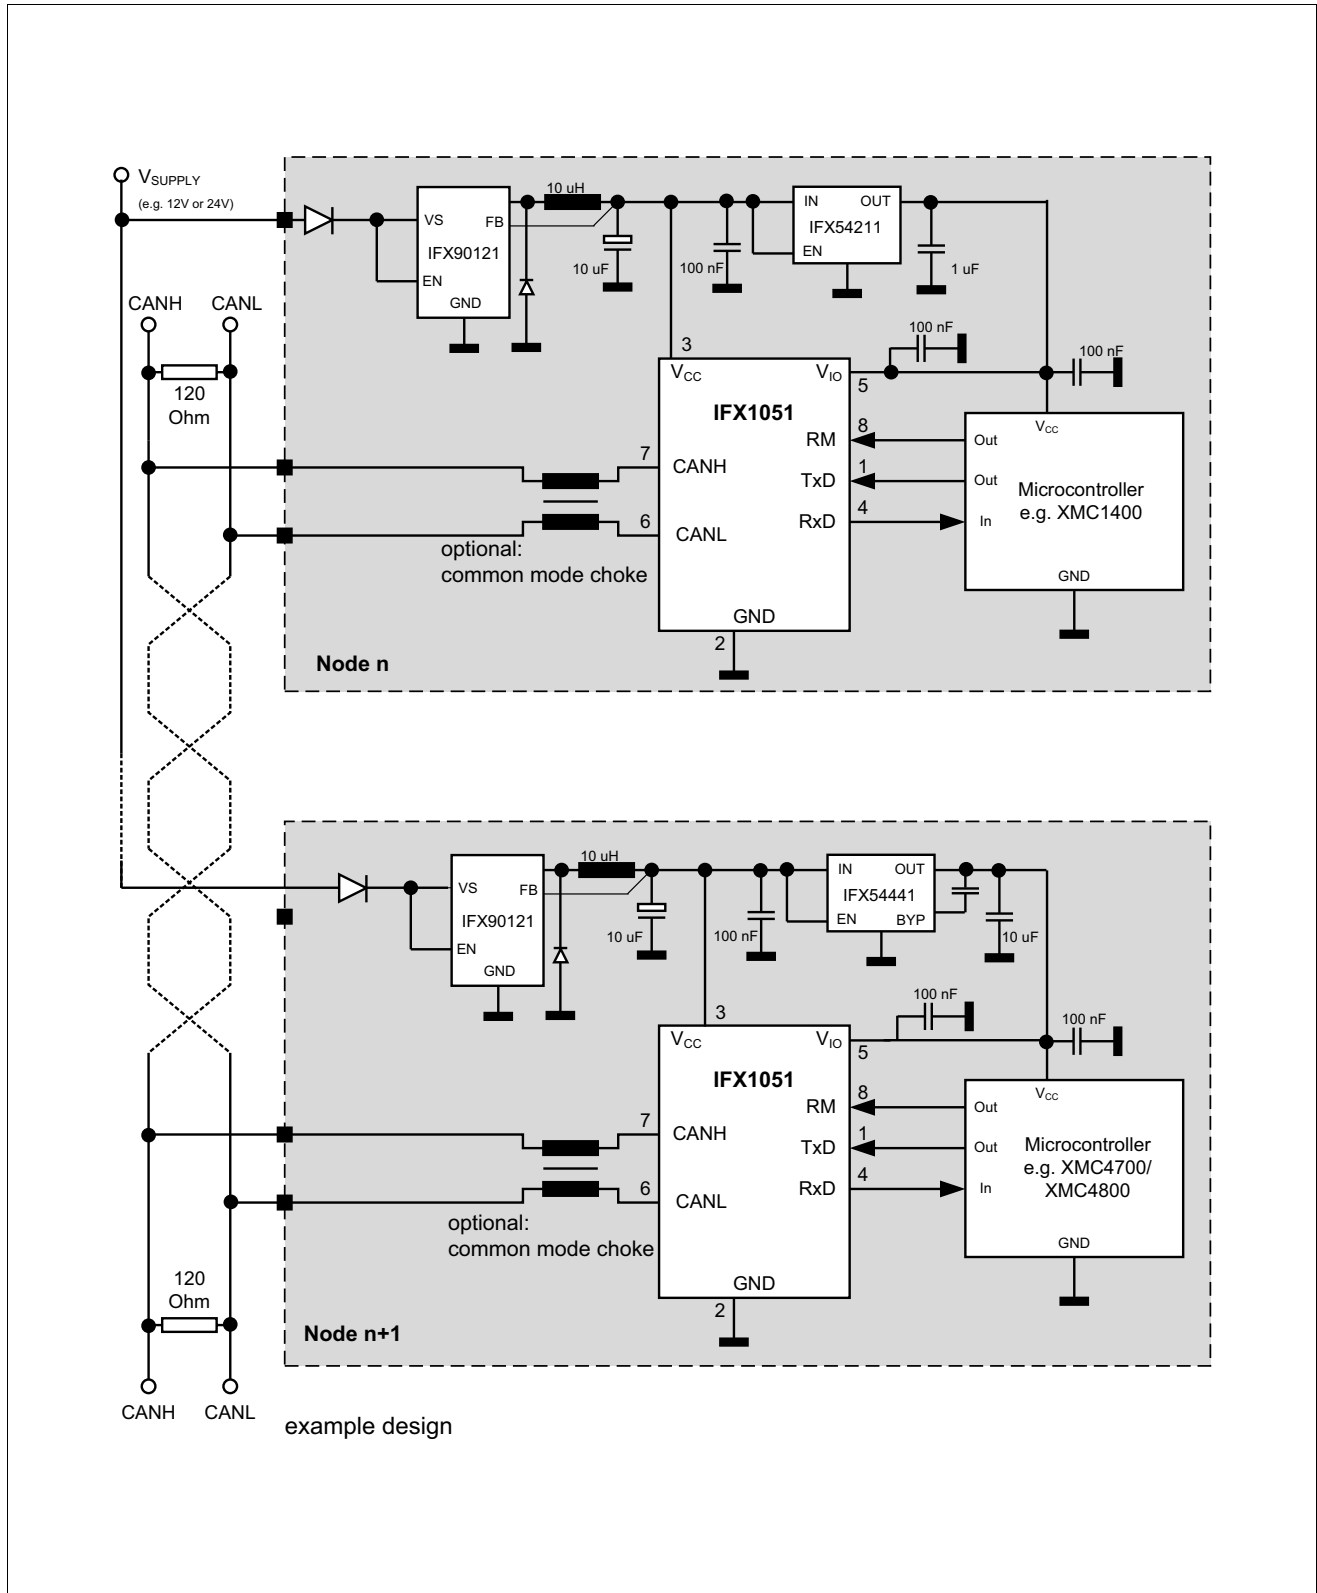 VSUPPLY
(e.g. 12V or 24V)
CANH
CANL
120
Ohm
VS
FB
IFX90121
EN
GND
10 uH
10 uF
100 nF
IN
OUT
IFX54211
EN
1 uF
100 nF
100 nF
3
VCC
VIO
5
IFX1051
RM
8
TxD
1
RxD
4
7
CANH
6
CANL
GND
2
optional:
common mode choke
VCC
Out
Out
In
Microcontroller
e.g. XMC1400
GND
Node n
VS
FB
IFX90121
EN
GND
10 uH
10 uF
100 nF
IN
OUT
IFX54441
EN
BYP
10 uF
100 nF
100 nF
3
VCC
VIO
5
IFX1051
RM
8
TxD
1
RxD
4
7
CANH
6
CANL
GND
2
optional:
common mode choke
VCC
Out
Out
In
Microcontroller
e.g. XMC4700/
XMC4800
GND
120
Ohm
Node n+1
CANH
CANL
example design